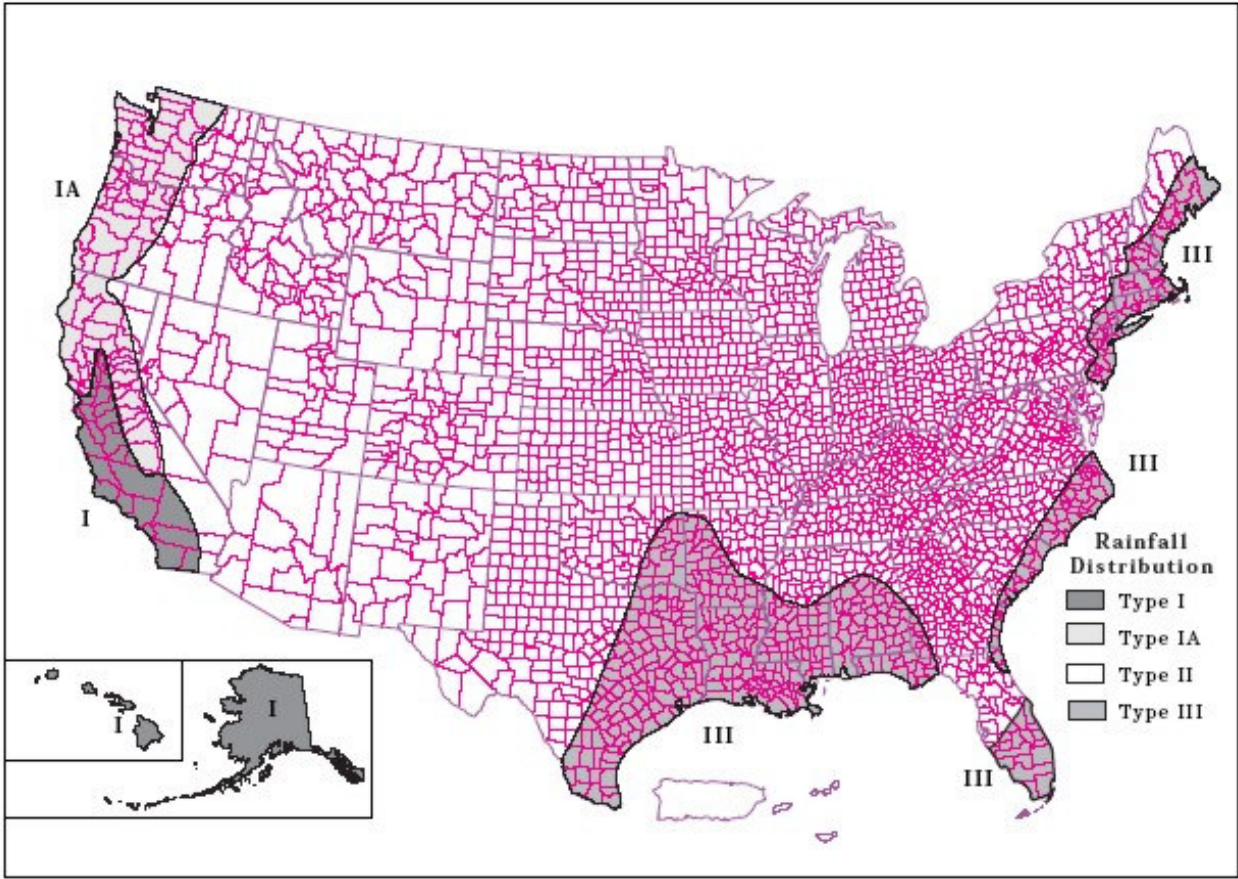 IA
III
III
I
Rainfall
Distribution
Type I
Type IA
Type II
Type III
I
I
III
III